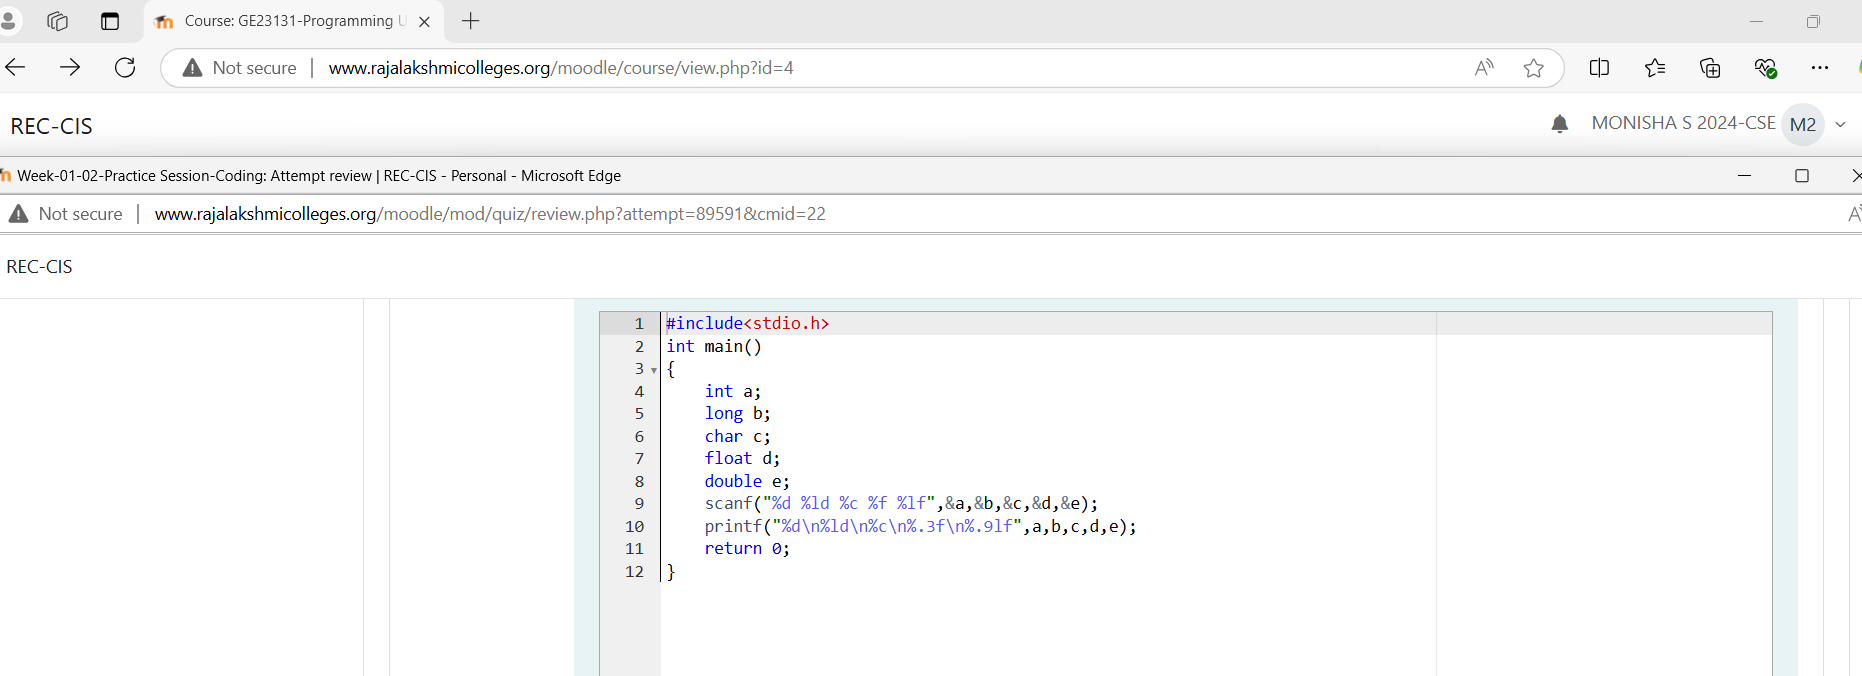 Course: GE23131-Programming U
Not secure | www.rajalakshmicolleges.org/moodle/course/view.php?id=4
REC-CIS
MONISHA S 2024-CSE M2
Week-01-02-Practice Session-Coding: Attempt review | REC-CIS - Personal - Microsoft Edge
Not secure | www.rajalakshmicolleges.org/moodle/mod/quiz/review.php?attempt=89591&cmid=22
REC-CIS
1 #include<stdio.h>
2 int main()
3 {
4     int a;
5     long b;
6     char c;
7     float d;
8     double e;
9     scanf("%d %ld %c %f %lf",&a,&b,&c,&d,&e);
10     printf("%d\n%ld\n%c\n%.3f\n%.9lf",a,b,c,d,e);
11     return 0;
12 }